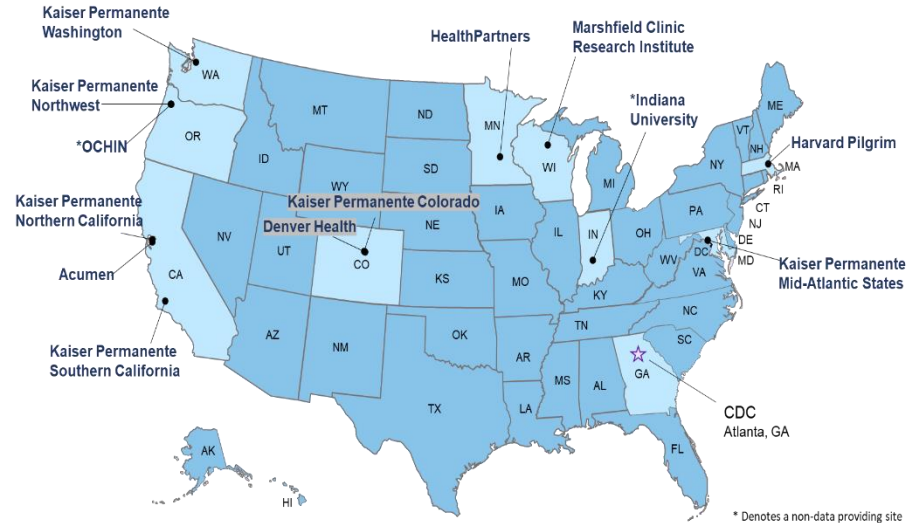 Kaiser Permanente
Washington
HealthPartners
Marshfield Clinic
Research Institute
Kaiser Permanente
Northwest
*OCHIN
*Indiana
University
Harvard Pilgrim
Kaiser Permanente Colorado
Denver Health
Kaiser Permanente
Northern California
Acumen
Kaiser Permanente
Mid-Atlantic States
Kaiser Permanente
Southern California
CDC
Atlanta, GA
WA
OR
CA
NV
ID
MT
WY
UT
CO
AZ
NM
ND
SD
NE
KS
OK
TX
MN
IA
MO
AR
LA
WI
IL
MI
IN
OH
KY
TN
MS
AL
GA
FL
SC
NC
VA
WV
DC
PA
NY
VT
NH
ME
MA
RI
CT
NJ
DE
MD
AK
HI
* Denotes a non-data providing site